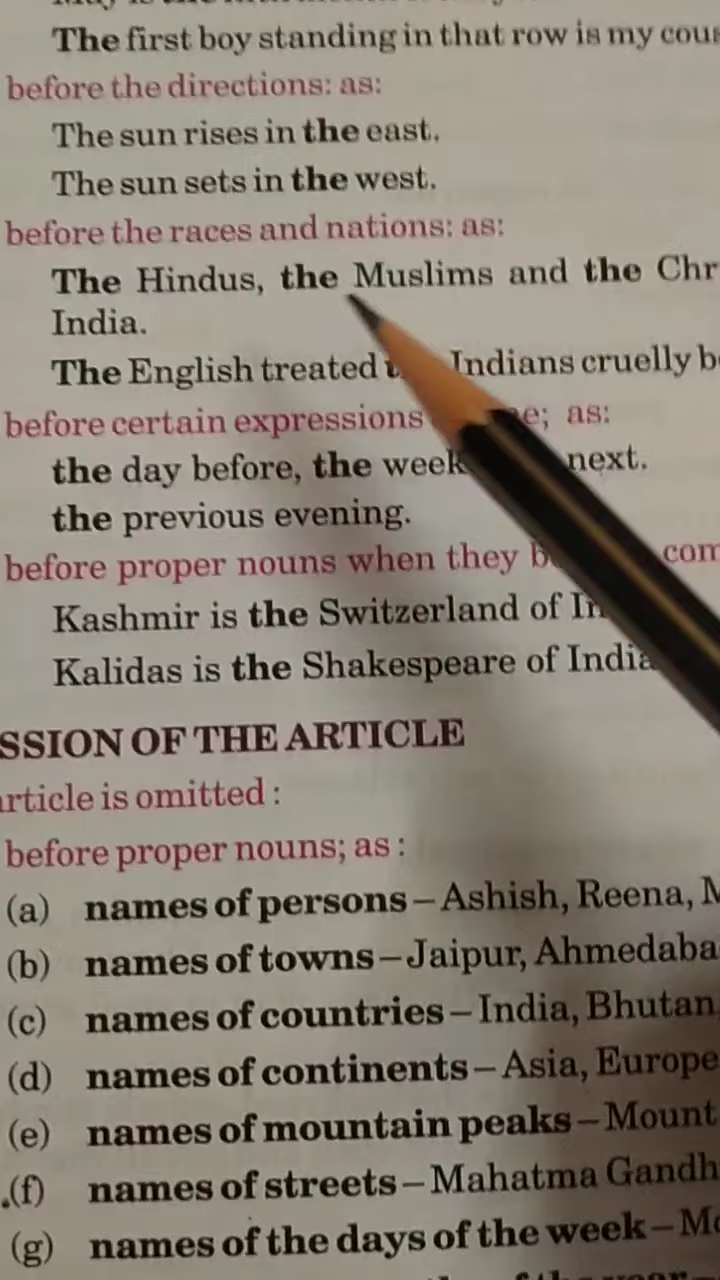 The first boy standing in that row is my
before the directions: as:
The sun rises in the east.
The sun sets in the west.
before the races and nations: as:
The Hindus, the Muslims and the Chr
India.
The English treated Indians cruelly b
before certain expressions as:
the day before, the week next.
the previous evening.
before proper nouns when they com
Kashmir is the Switzerland of In
Kalidas is the Shakespeare of India
SSION OF THE ARTICLE
rticle is omitted :
before proper nouns; as :
(a) names of persons – Ashish, Reena, M
(b) names of towns – Jaipur, Ahmedaba
(c) names of countries – India, Bhutan
(d) names of continents – Asia, Europe
(e) names of mountain peaks – Mount
(f) names of streets – Mahatma Gandh
(g) names of the days of the week – Mo